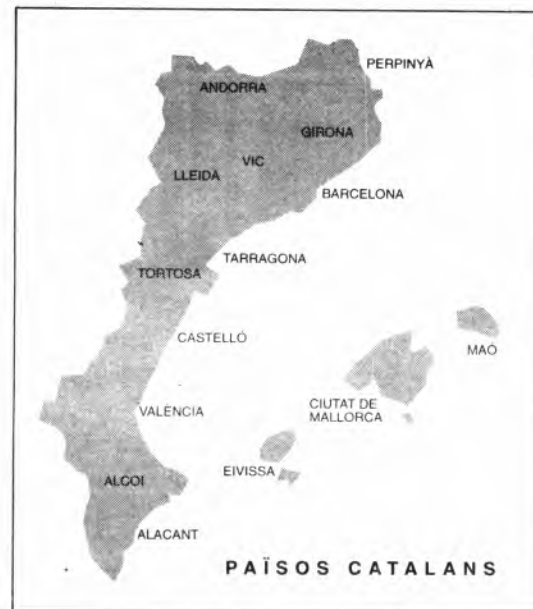 PERPINYÀ
ANDORRA
GIRONA
VIC
LLEIDA
BARCELONA
TARRAGONA
TORTOSA
CASTELLÓ
MAÓ
CIUTAT DE
MALLORCA
VALÈNCIA
EIVISSA
ALCOI
ALACANT
PAÏSOS CATALANS